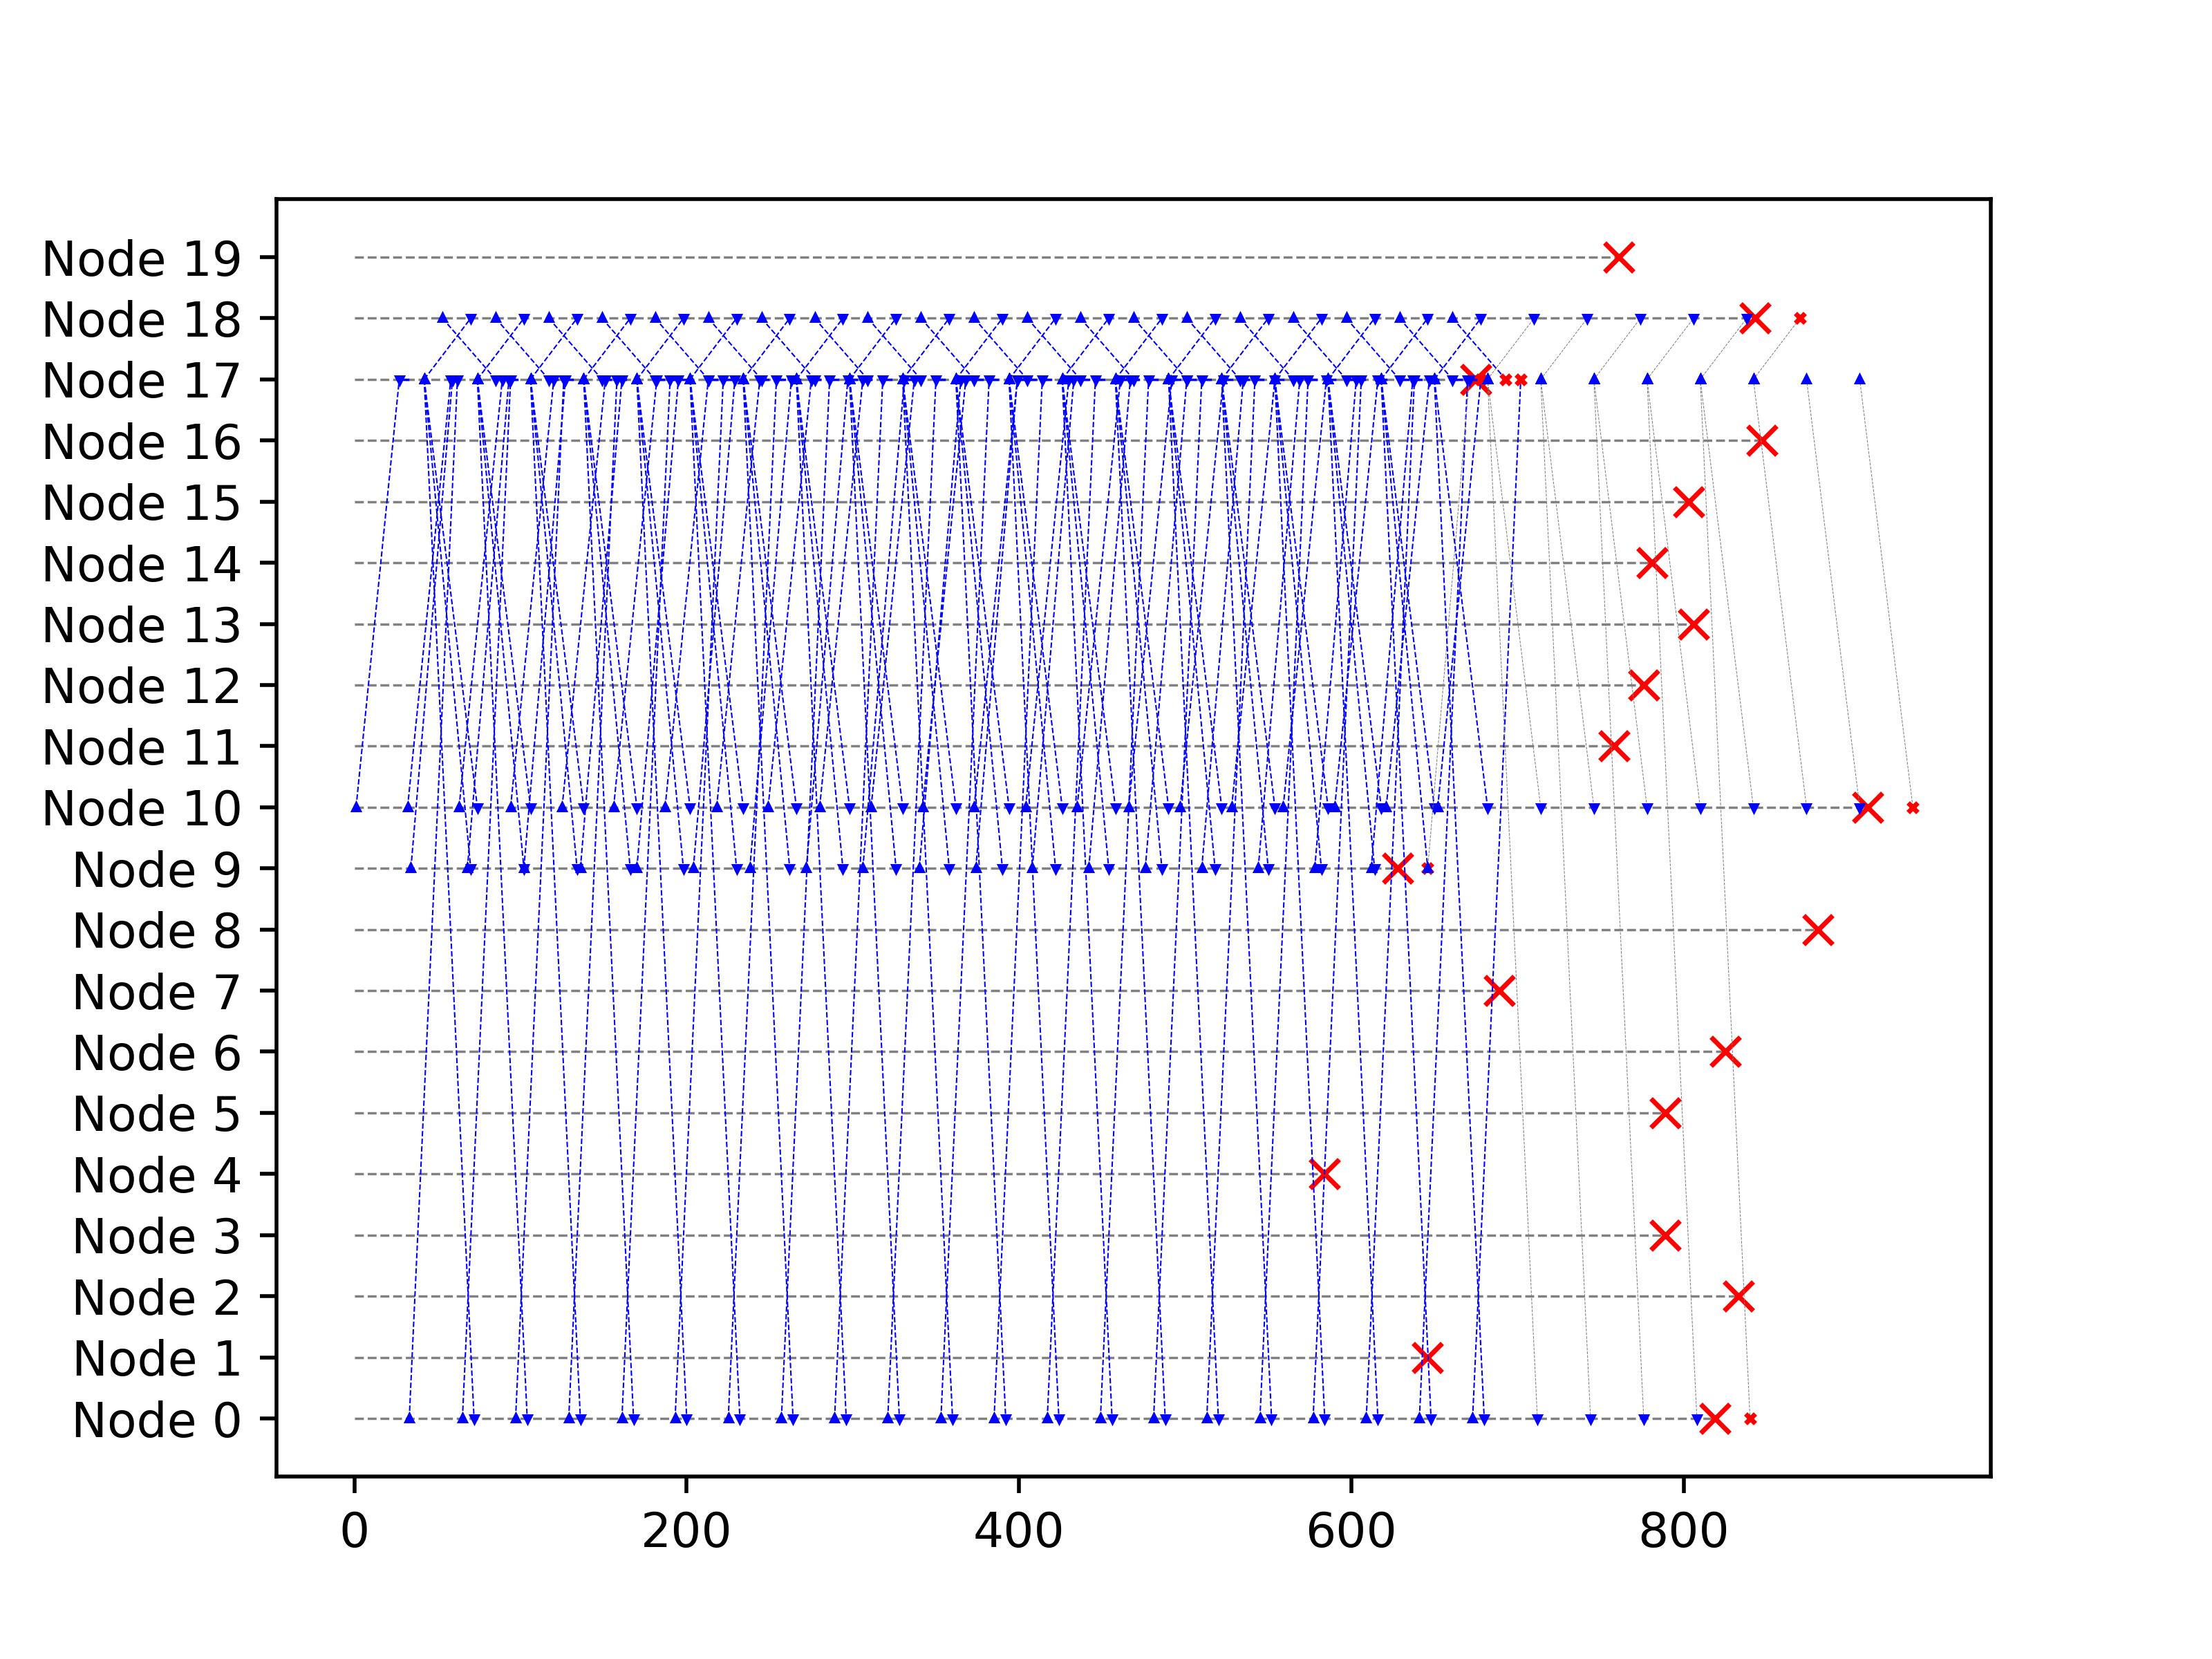 Node 19
Node 18
Node 17
Node 16
Node 15
Node 14
Node 13
Node 12
Node 11
Node 10
Node 9
Node 8
Node 7
Node 6
Node 5
Node 4
Node 3
Node 2
Node 1
Node 0
0 200 400 600 800